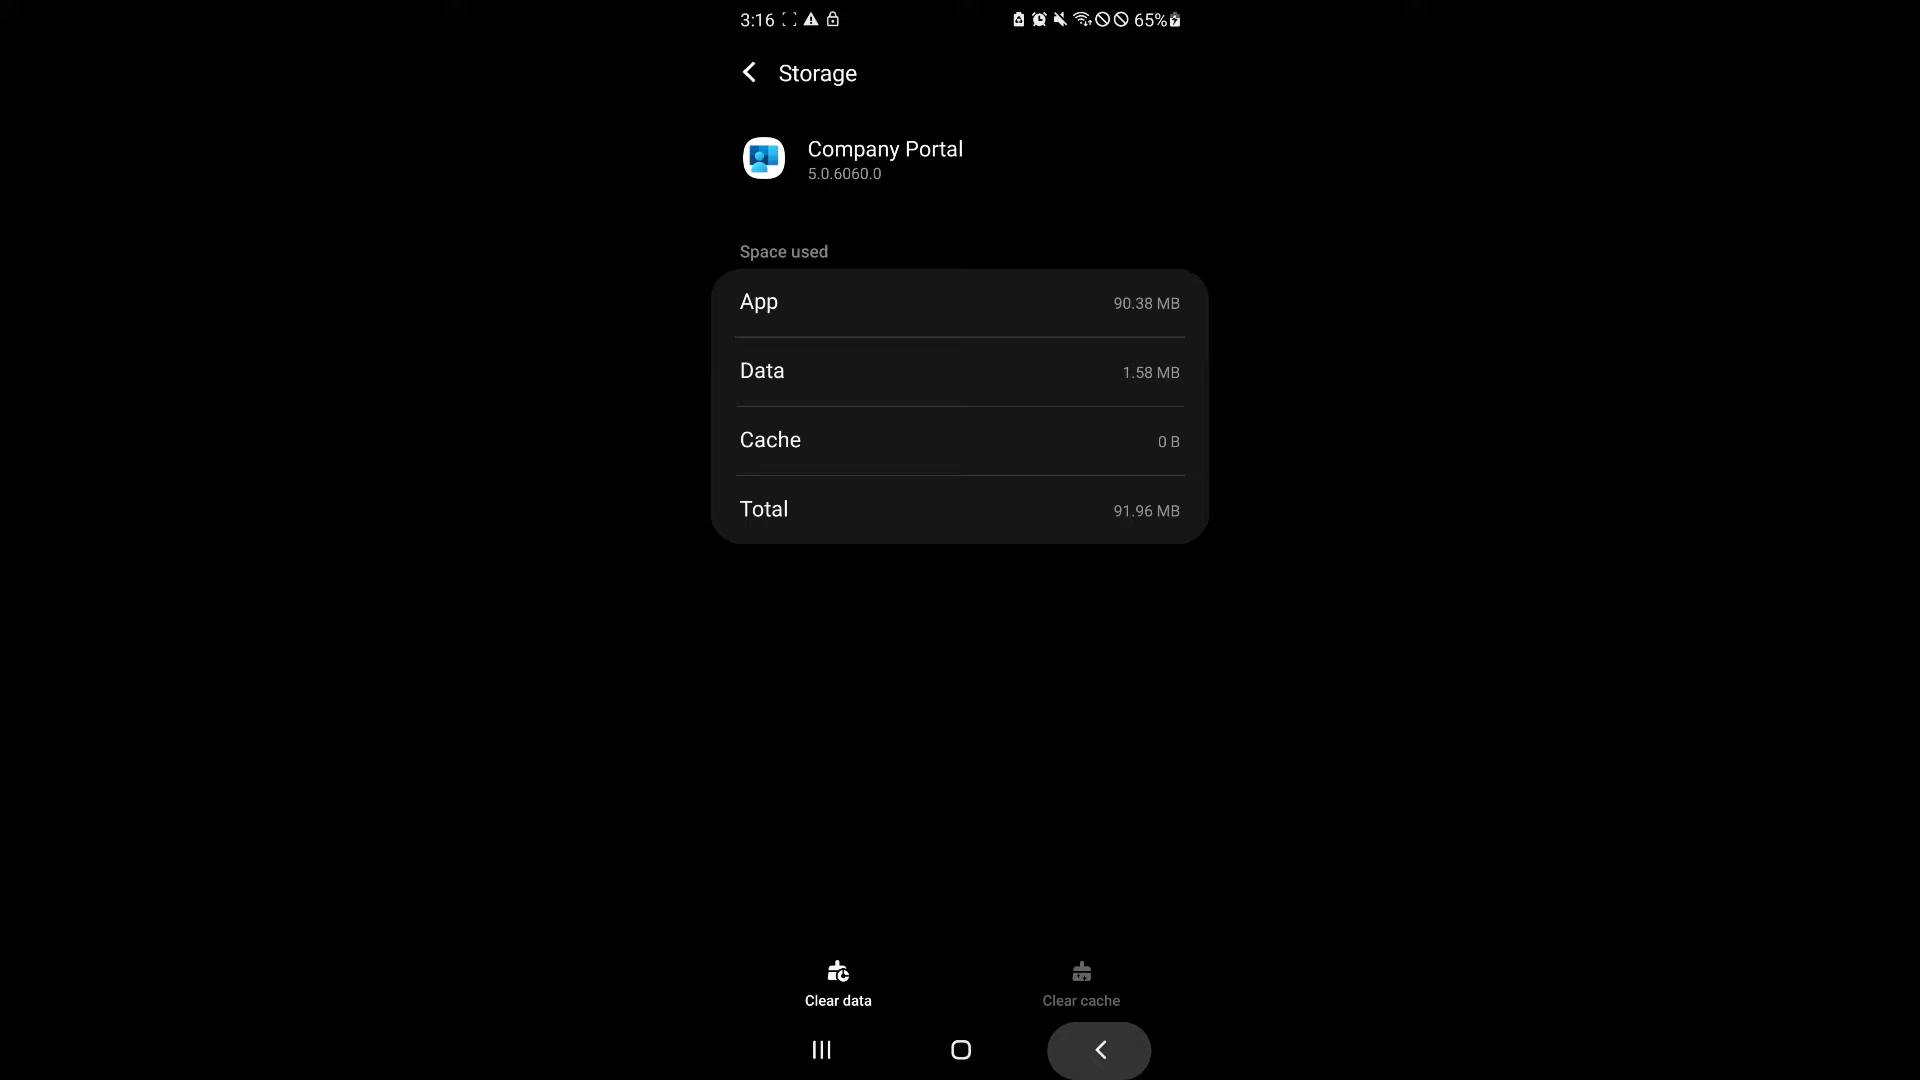 3:16 65%
Storage
Company Portal
5.0.6060.0
Space used
App 90.38 MB
Data 1.58 MB
Cache 0 B
Total 91.96 MB
Clear data Clear cache